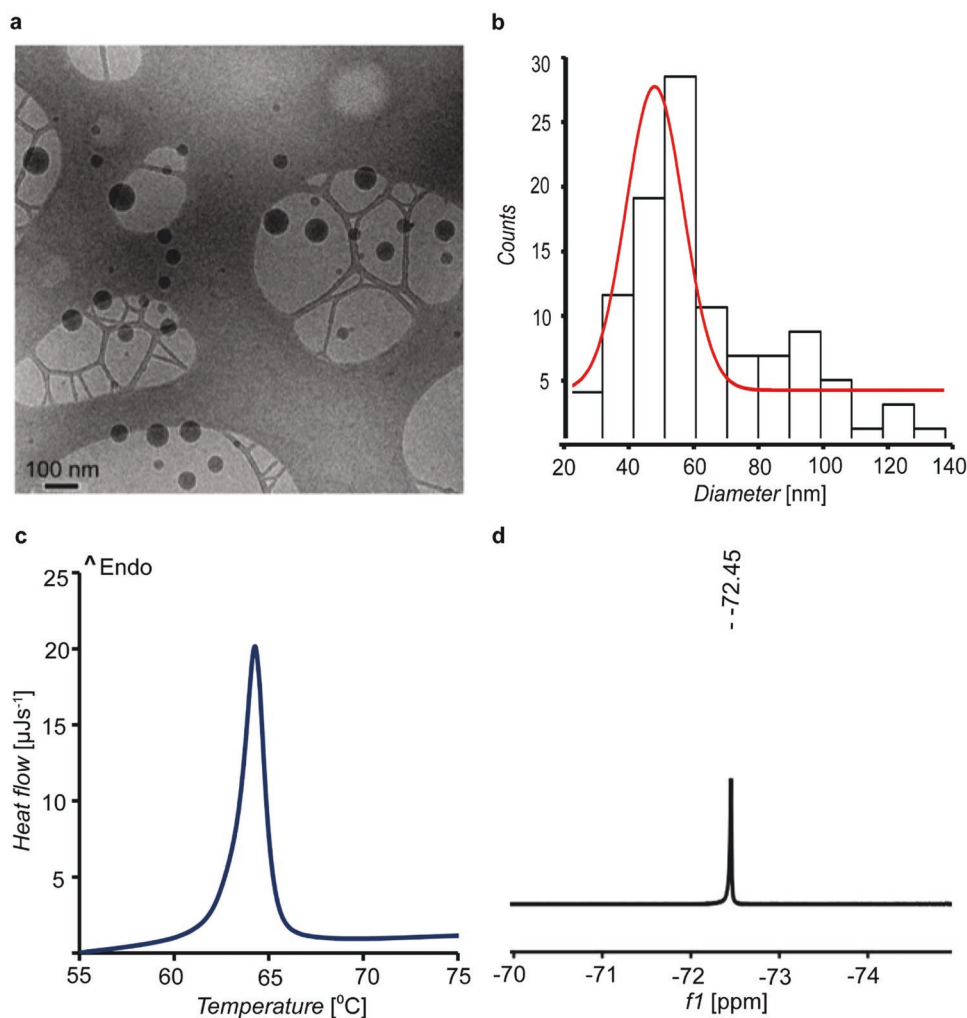 a
100 nm
b
30
25
20
15
10
5
Counts
20 40 60 80 100 120 140
Diameter [nm]
c
^ Endo
25
20
15
10
5
Heat flow [µJs⁻¹]
55 60 65 70 75
Temperature [⁰C]
d
- -72.45
-70 -71 -72 -73 -74
f1 [ppm]